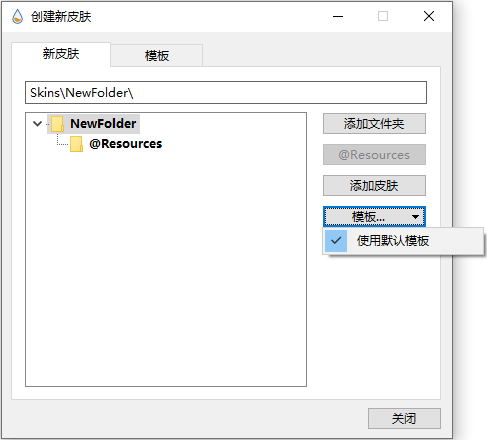 创建新皮肤
新皮肤
模板
Skins\NewFolder\
NewFolder
@Resources
添加文件夹
@Resources
添加皮肤
模板...
使用默认模板
关闭